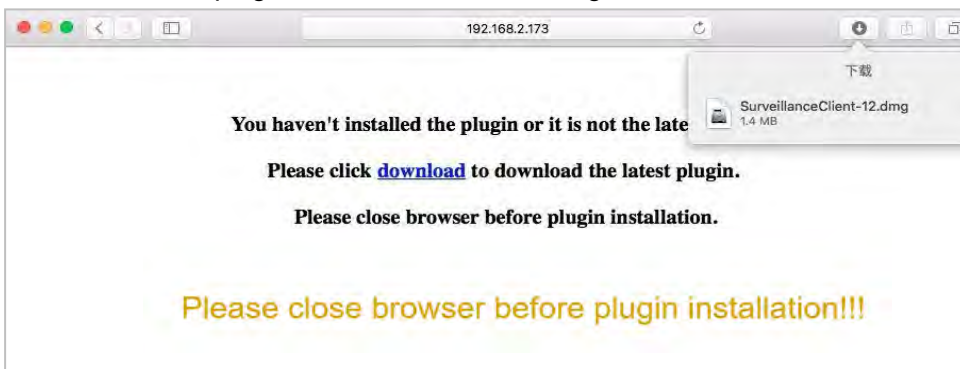 192.168.2.173
下载
SurveillanceClient-12.dmg
1.4 MB
You haven't installed the plugin or it is not the late
Please click download to download the latest plugin.
Please close browser before plugin installation.
Please close browser before plugin installation!!!